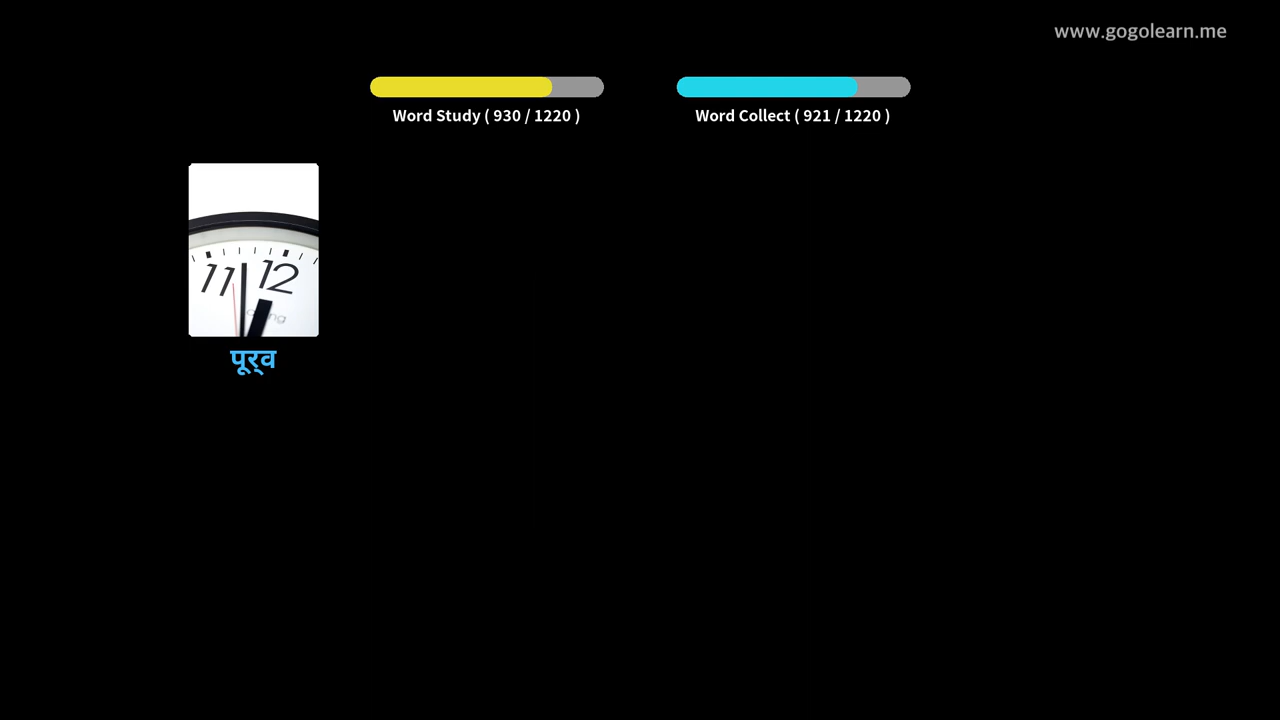 www.gogolearn.me
Word Study ( 930 / 1220 )
Word Collect ( 921 / 1220 )
11 12
पूर्व